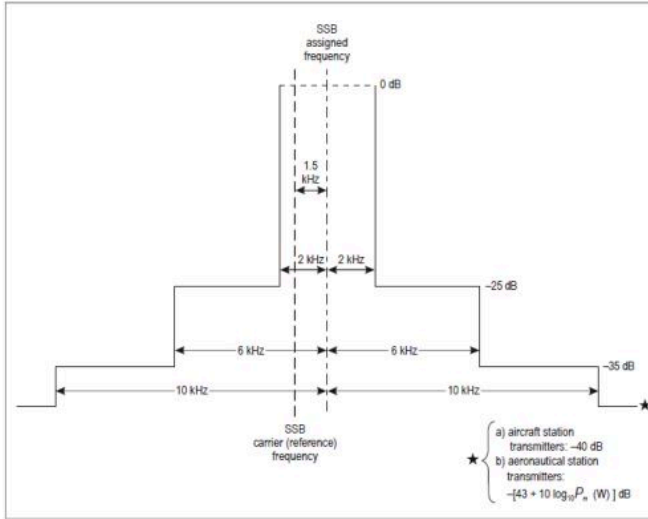 SSB
assigned
frequency
0 dB
1.5
kHz
2 kHz
2 kHz
–25 dB
6 kHz
6 kHz
–35 dB
10 kHz
10 kHz
SSB
carrier (reference)
frequency
★
★
a) aircraft station
transmitters: –40 dB
b) aeronautical station
transmitters:
–[43 + 10 log₁₀Pₘ (W) ] dB